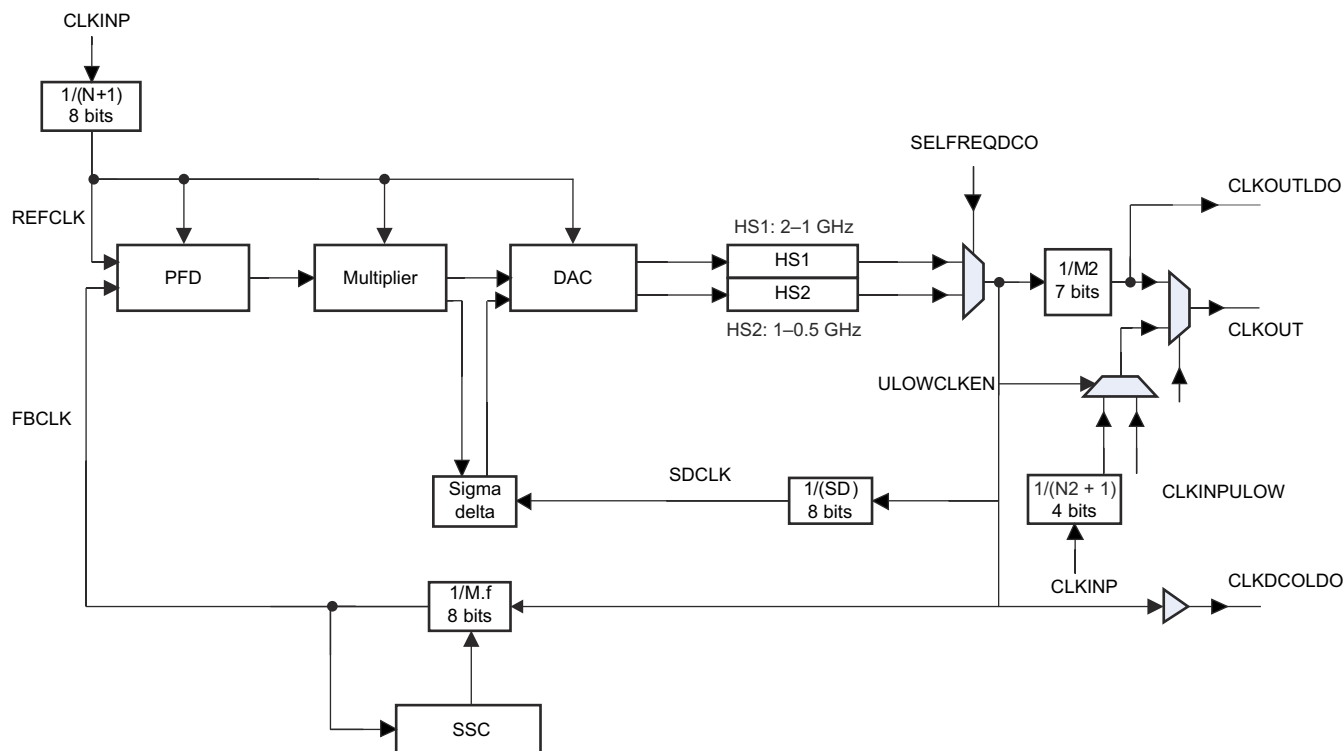 CLKINP
1/(N+1)
8 bits
SELFREQDCO
CLKOUTLDO
REFCLK
HS1: 2–1 GHz
PFD
Multiplier
DAC
HS1
HS2
1/M2
7 bits
HS2: 1–0.5 GHz
CLKOUT
ULOWCLKEN
FBCLK
SDCLK
Sigma
delta
1/(SD)
8 bits
1/(N2 + 1)
4 bits
CLKINPULOW
CLKINP
CLKDCOLDO
1/M.f
8 bits
SSC